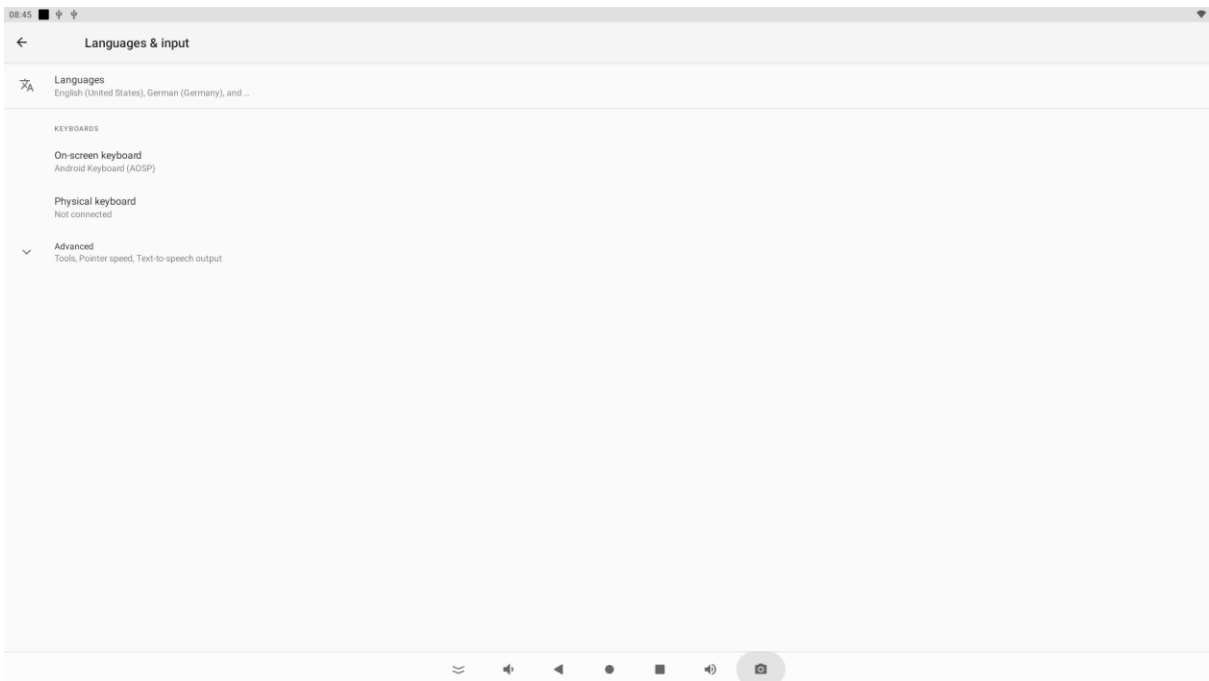 08:45
Languages & input
Languages
English (United States), German (Germany), and ...
KEYBOARDS
On-screen keyboard
Android Keyboard (AOSP)
Physical keyboard
Not connected
Advanced
Tools, Pointer speed, Text-to-speech output